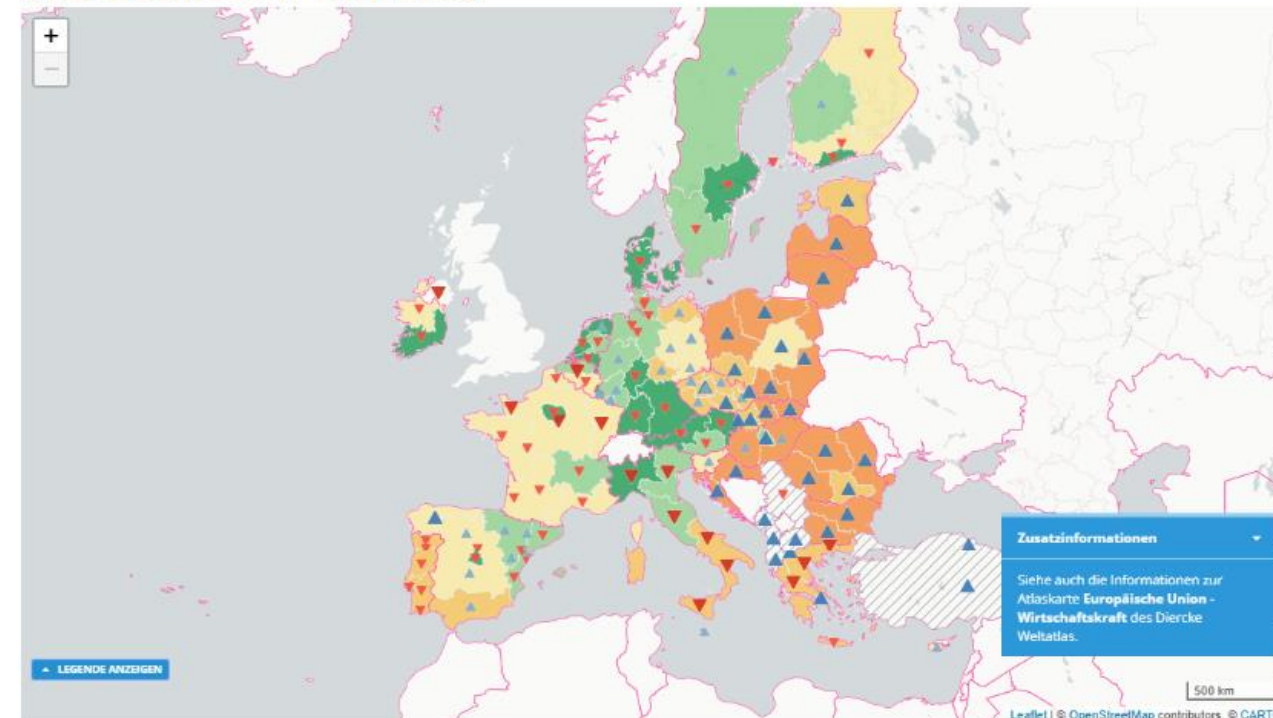 +
−
Zusatzinformationen
Siehe auch die Informationen zur
Atlaskarte Europäische Union -
Wirtschaftskraft des Diercke
Weltatlas.
LEGENDE ANZEIGEN
500 km
Leaflet | © OpenStreetMap contributors, © CART